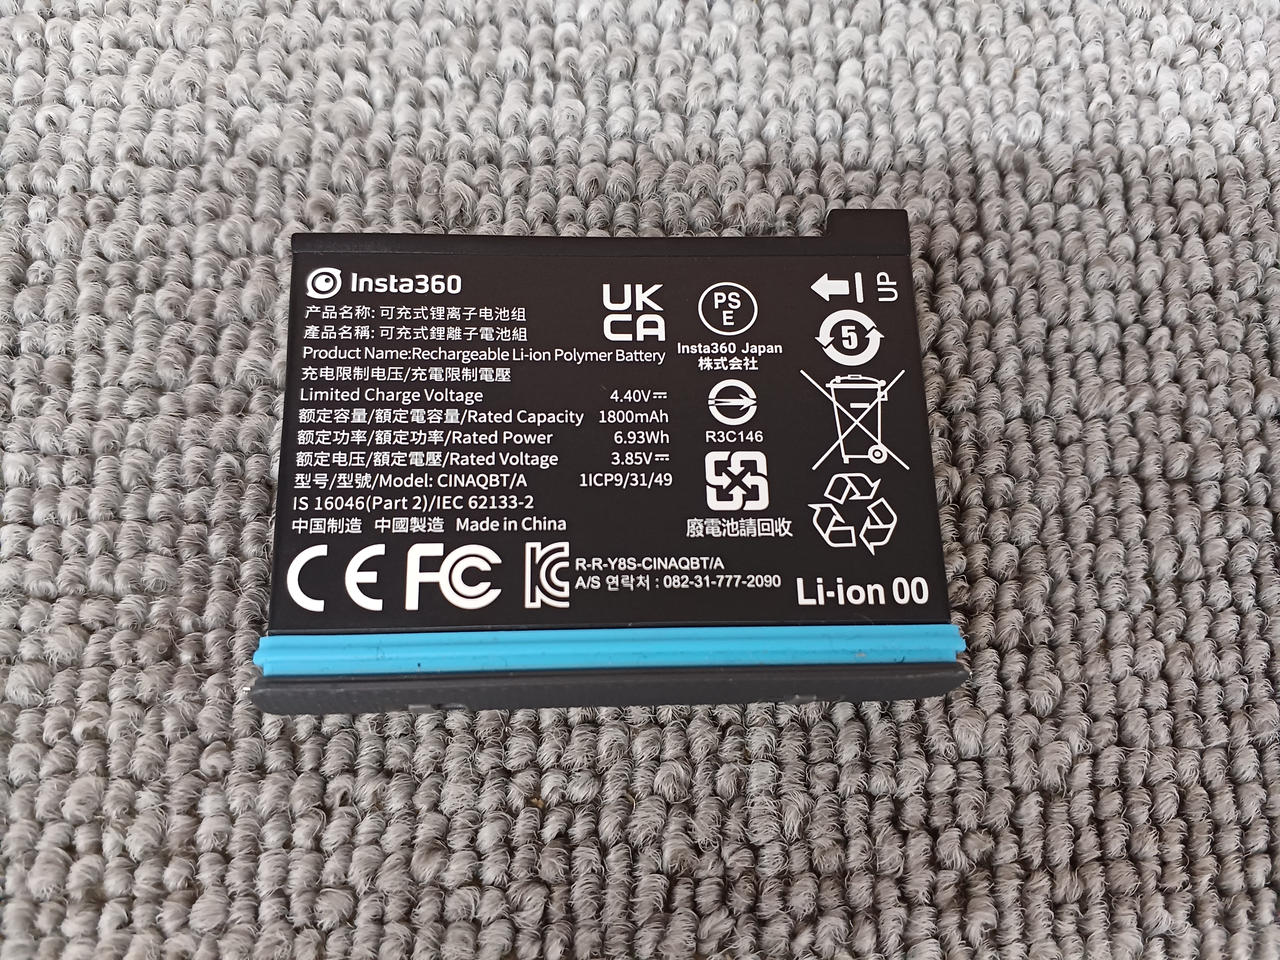 Insta360
产品名称: 可充式锂离子电池组
產品名稱: 可充式鋰離子電池組
Product Name:Rechargeable Li-ion Polymer Battery
充电限制电压/充電限制電壓
Limited Charge Voltage 4.40V⎓
额定容量/額定電容量/Rated Capacity 1800mAh
额定功率/額定功率/Rated Power 6.93Wh
额定电压/額定電壓/Rated Voltage 3.85V⎓
型号/型號/Model: CINAQBT/A 1ICP9/31/49
IS 16046(Part 2)/IEC 62133-2
中国制造 中國製造 Made in China
CE FC KC
R-R-Y8S-CINAQBT/A
A/S 연락처 : 082-31-777-2090
UK
CA
PS
E
Insta360 Japan
株式会社
R3C146
廢電池請回收
UP
5
Li-ion 00